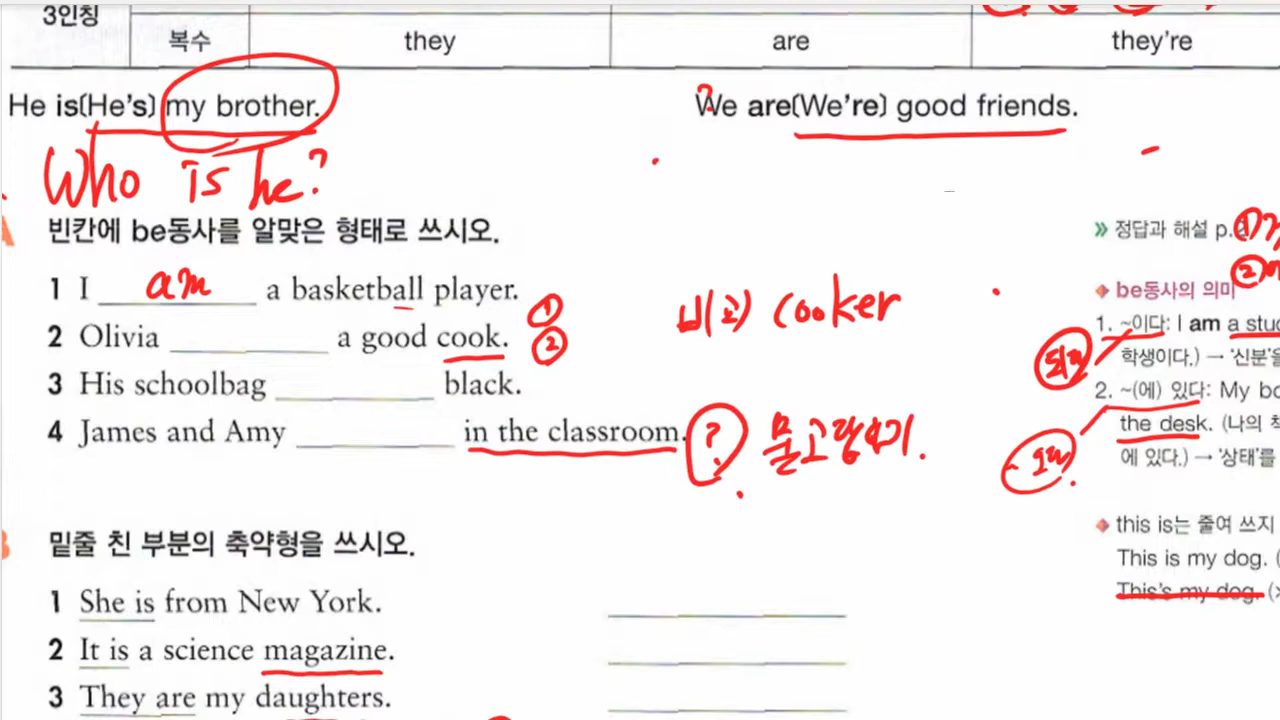 3인칭
복수 they are they're
He is(He's) my brother. We are(We're) good friends.
Who is he?
빈칸에 be동사를 알맞은 형태로 쓰시오.
>> 정답과 해설 p.
1 I am a basketball player.
2 Olivia ________ a good cook. ① ②
비교) cooker
3 His schoolbag ________ black.
4 James and Amy ________ in the classroom. ?
be동사의 의미
1. ~이다: I am a stu
학생이다.) → '신분'을
2. ~(에) 있다: My bo
the desk. (나의 책
에 있다.) → '상태'를
밑줄 친 부분의 축약형을 쓰시오.
1 She is from New York.
2 It is a science magazine.
3 They are my daughters.
this is는 줄여 쓰지
This is my dog. (
This's my dog. (×